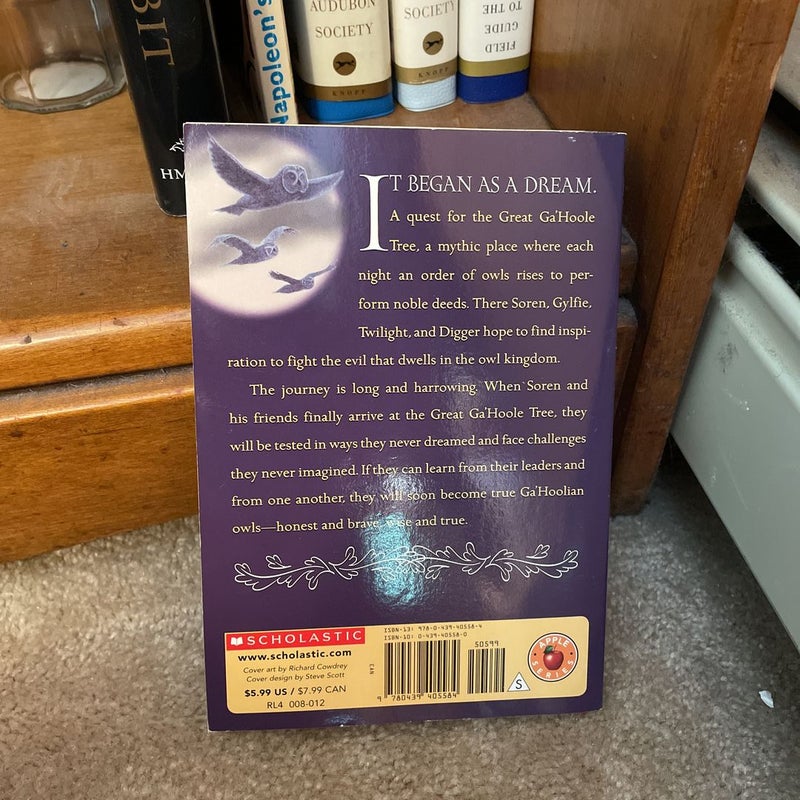 BIT
HM
Napoleon's
AUDUBON
SOCIETY
KNOPF
SOCIETY
KNOPF
FIELD
GUIDE
TO THE
IT BEGAN AS A DREAM.
A quest for the Great Ga'Hoole
Tree, a mythic place where each
night an order of owls rises to per-
form noble deeds. There Soren, Gylfie,
Twilight, and Digger hope to find inspi-
ration to fight the evil that dwells in the owl kingdom.
The journey is long and harrowing. When Soren and
his friends finally arrive at the Great Ga'Hoole Tree, they
will be tested in ways they never dreamed and face challenges
they never imagined. If they can learn from their leaders and
from one another, they will soon become true Ga'Hoolian
owls—honest and brave, wise and true.
SCHOLASTIC
www.scholastic.com
Cover art by Richard Cowdrey
Cover design by Steve Scott
$5.99 US / $7.99 CAN
RL4 008-012
CAN
ISBN-13: 978-0-439-40558-4
ISBN-10: 0-439-40558-0
50599
9 780439 405584
S
APPLE
SERIES